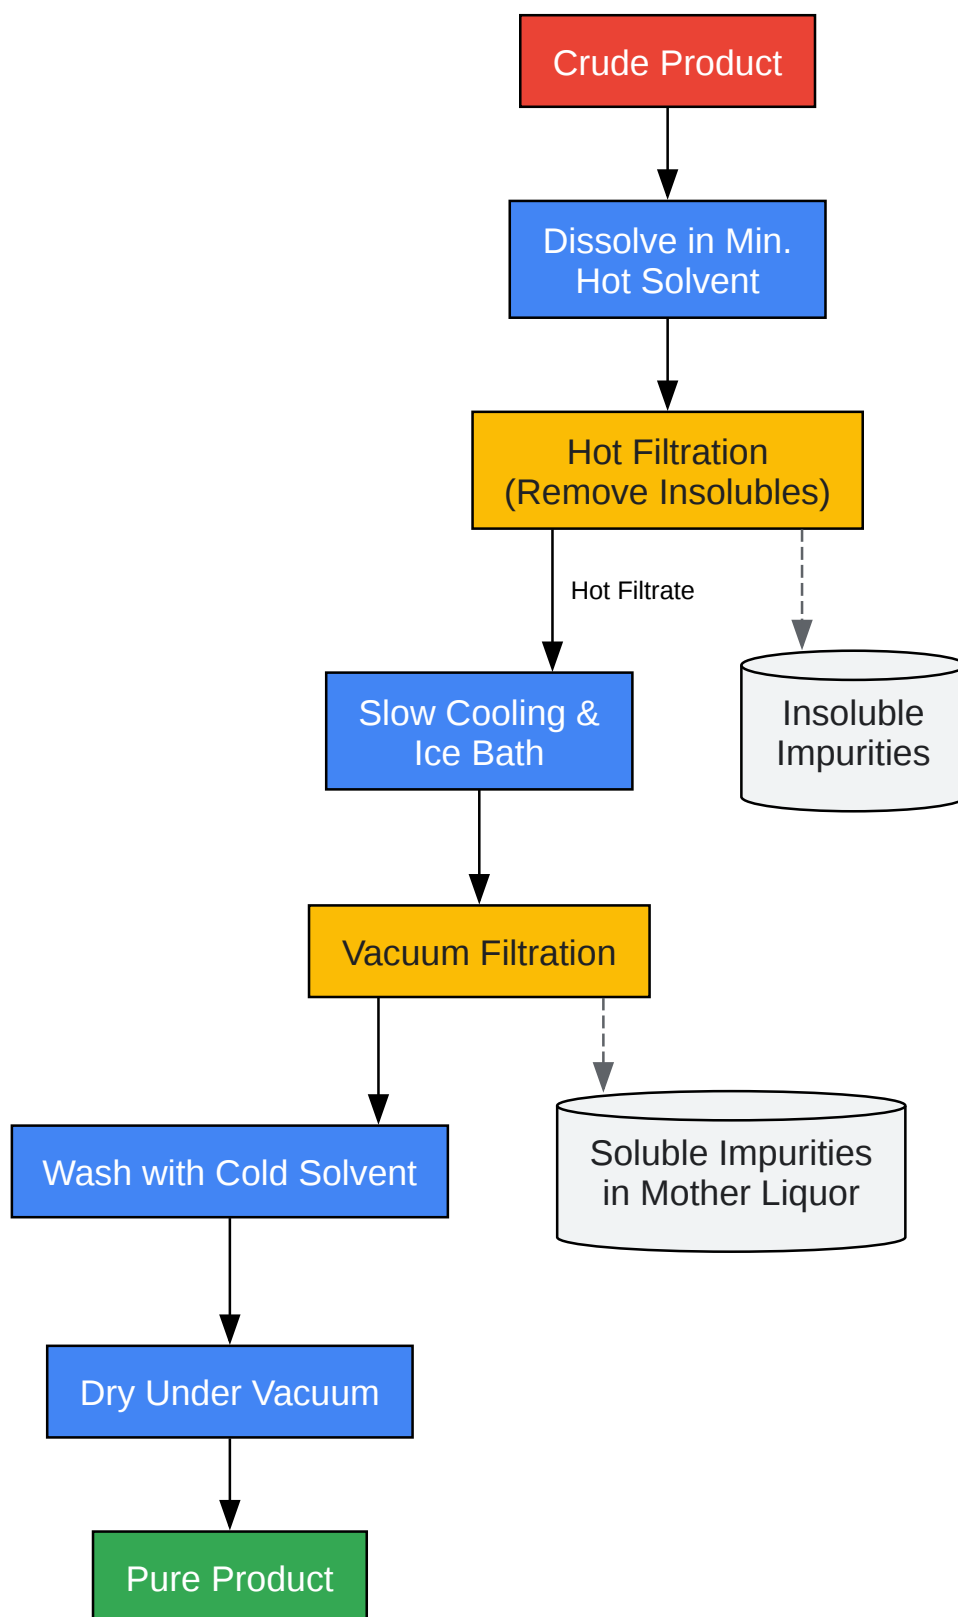 Crude Product
Dissolve in Min.
Hot Solvent
Hot Filtration
(Remove Insolubles)
Hot Filtrate
Slow Cooling &
Ice Bath
Insoluble
Impurities
Vacuum Filtration
Wash with Cold Solvent
Soluble Impurities
in Mother Liquor
Dry Under Vacuum
Pure Product